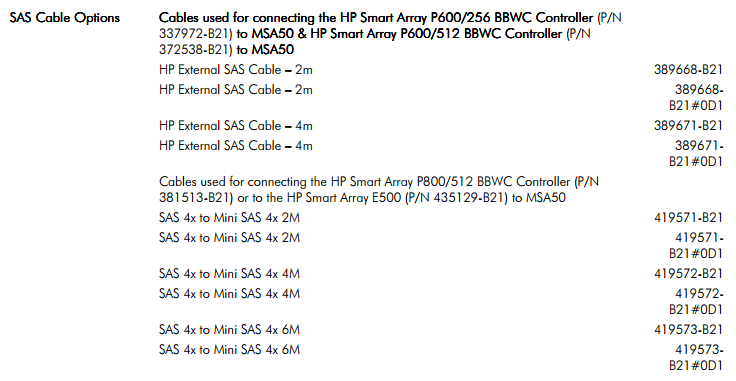 SAS Cable Options
Cables used for connecting the HP Smart Array P600/256 BBWC Controller (P/N
337972-B21) to MSA50 & HP Smart Array P600/512 BBWC Controller (P/N
372538-B21) to MSA50
HP External SAS Cable – 2m 389668-B21
HP External SAS Cable – 2m 389668-
B21#0D1
HP External SAS Cable – 4m 389671-B21
HP External SAS Cable – 4m 389671-
B21#0D1
Cables used for connecting the HP Smart Array P800/512 BBWC Controller (P/N
381513-B21) or to the HP Smart Array E500 (P/N 435129-B21) to MSA50
SAS 4x to Mini SAS 4x 2M 419571-B21
SAS 4x to Mini SAS 4x 2M 419571-
B21#0D1
SAS 4x to Mini SAS 4x 4M 419572-B21
SAS 4x to Mini SAS 4x 4M 419572-
B21#0D1
SAS 4x to Mini SAS 4x 6M 419573-B21
SAS 4x to Mini SAS 4x 6M 419573-
B21#0D1